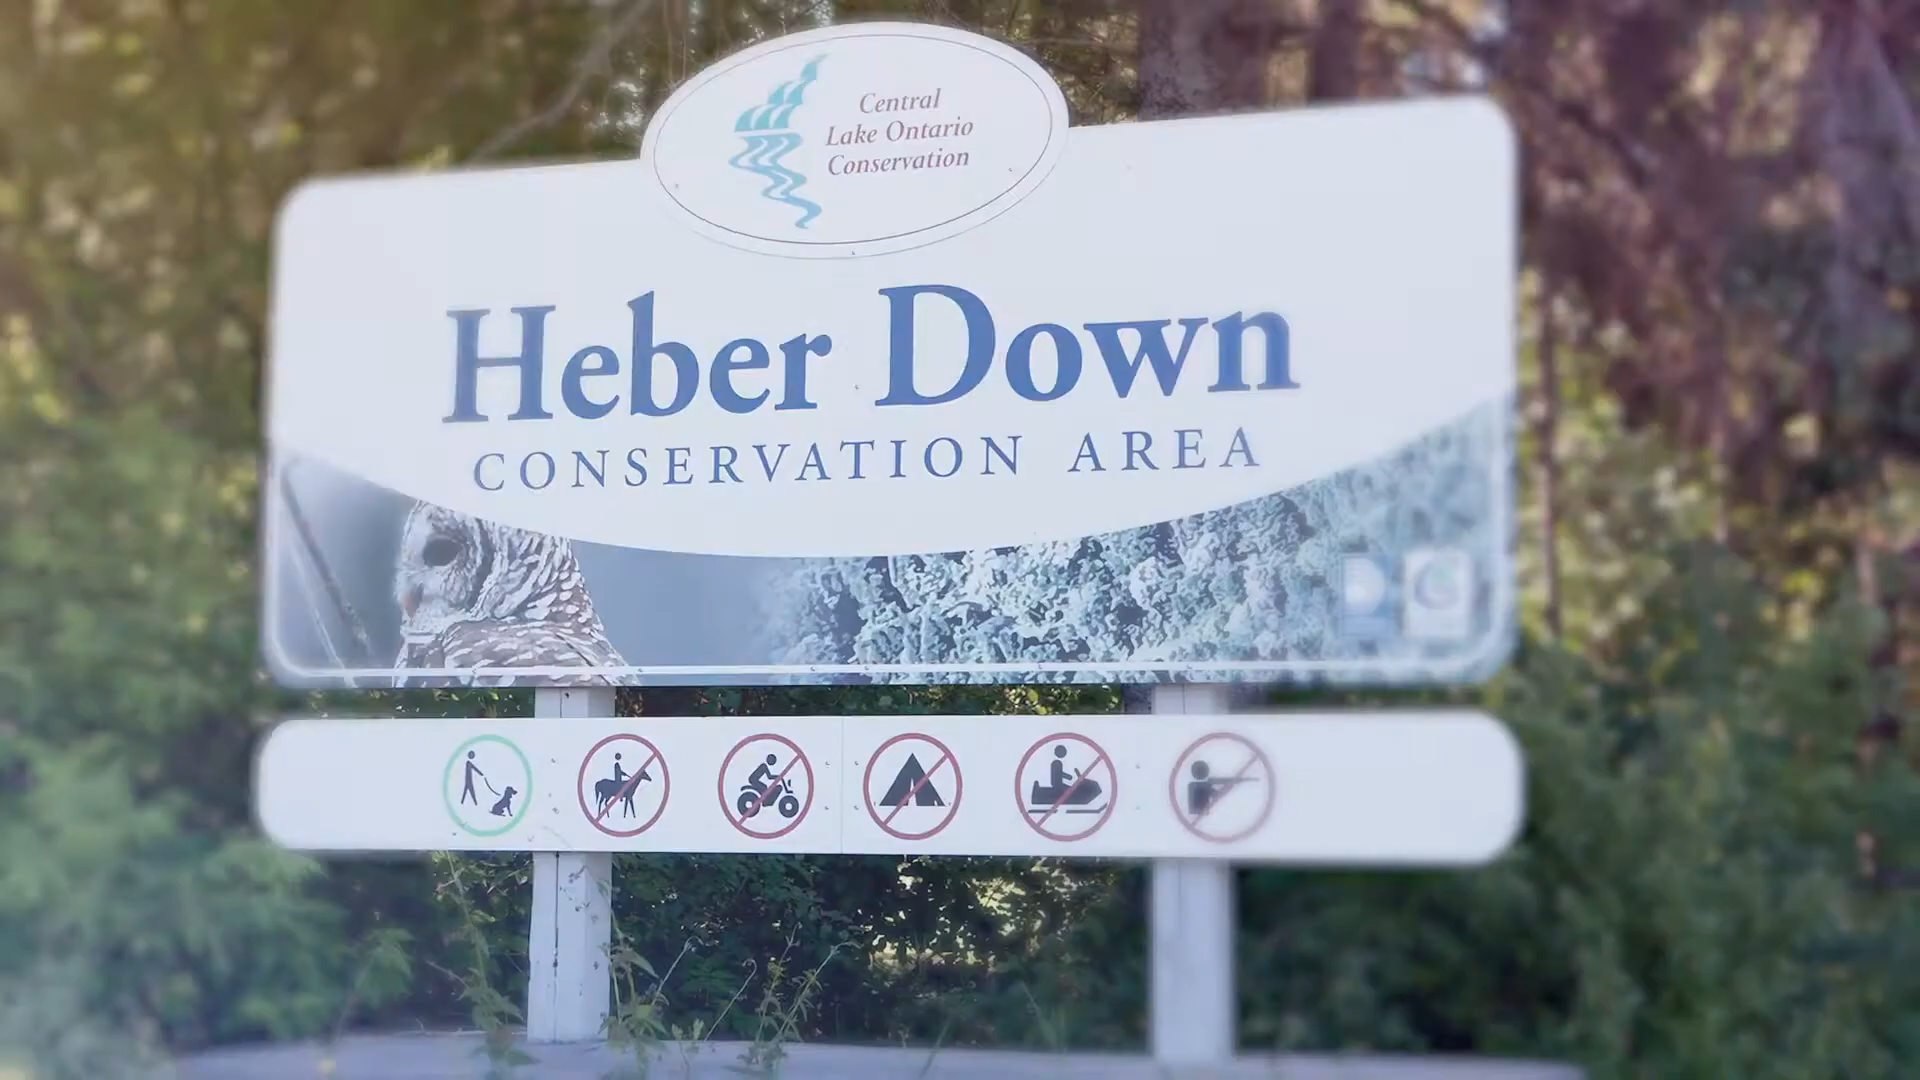 Central
Lake Ontario
Conservation
Heber Down
CONSERVATION AREA